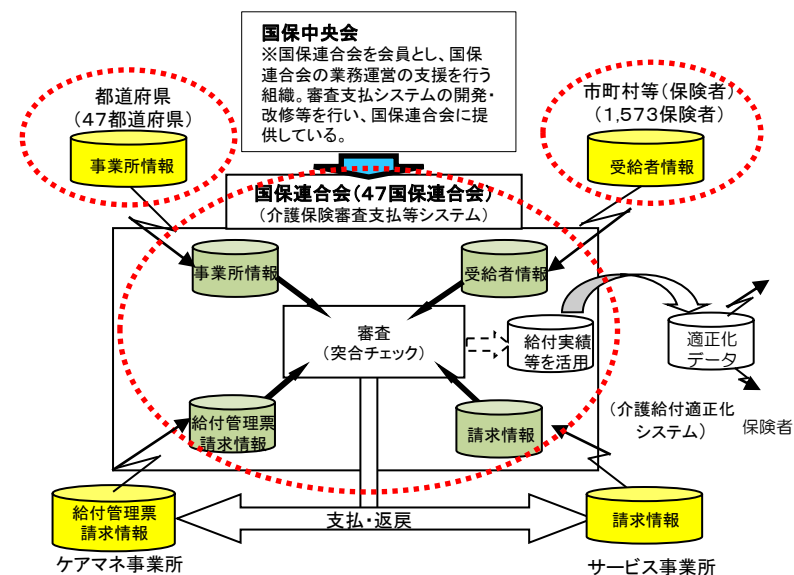 国保中央会
※国保連合会を会員とし、国保
連合会の業務運営の支援を行う
組織。審査支払システムの開発・
改修等を行い、国保連合会に提
供している。
都道府県
（47都道府県）
事業所情報
市町村等（保険者）
（1,573保険者）
受給者情報
国保連合会（47国保連合会）
（介護保険審査支払等システム）
事業所情報
受給者情報
審査
（突合チェック）
給付実績
等を活用
適正化
データ
給付管理票
請求情報
請求情報
（介護給付適正化
システム）
保険者
給付管理票
請求情報
支払・返戻
請求情報
ケアマネ事業所
サービス事業所